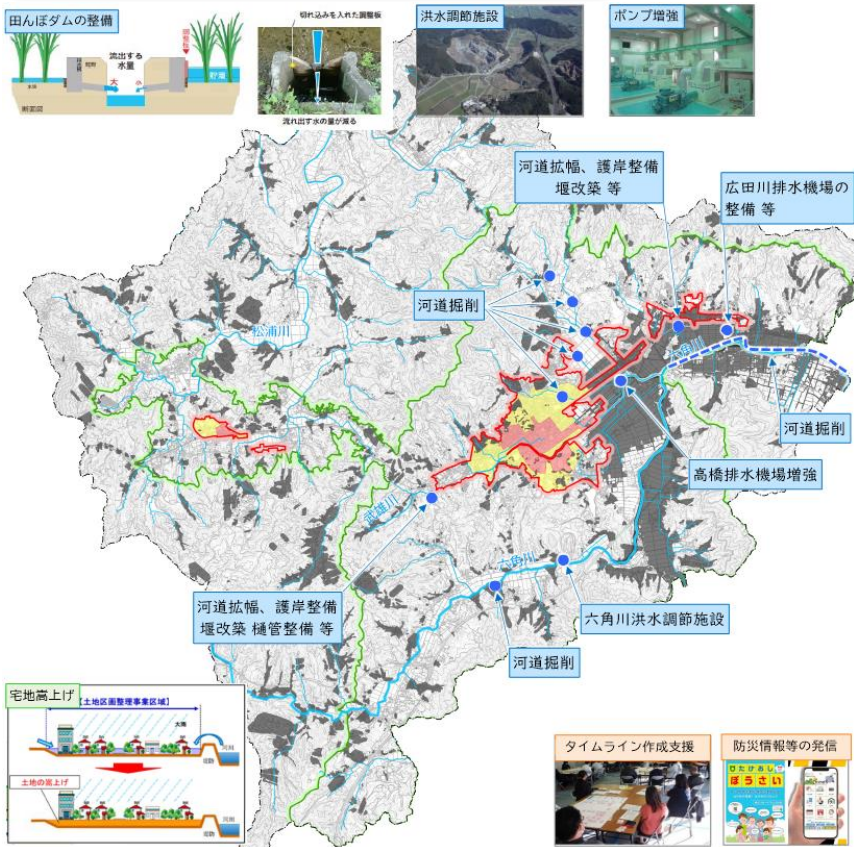 田んぼダムの整備
流出する
水量
大
小
貯留
断面図
切れ込みを入れた調整板
流れ出す水の量が減る
洪水調節施設
ポンプ増強
河道拡幅、護岸整備
堰改築 等
広田川排水機場の
整備 等
河道掘削
松浦川
六角川
河道掘削
高橋排水機場増強
武雄川
六角川
河道拡幅、護岸整備
堰改築 樋管整備 等
六角川洪水調節施設
河道掘削
宅地嵩上げ
【土地区画整理事業区域】
大雨
河川
堤防
土地の嵩上げ
河川
堤防
タイムライン作成支援
防災情報等の発信
ぼうさい